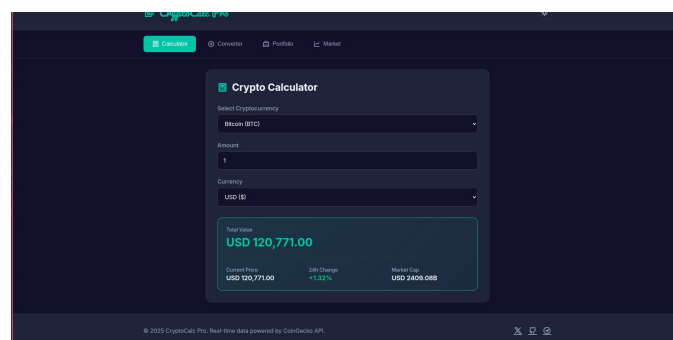 CryptoCalc Pro
Calculator Converter Portfolio Market
Crypto Calculator
Select Cryptocurrency
Bitcoin (BTC)
Amount
1
Currency
USD ($)
Total Value
USD 120,771.00
Current Price 24h Change Market Cap
USD 120,771.00 +1.32% USD 2409.08B
© 2025 CryptoCalc Pro. Real-time data powered by CoinGecko API.